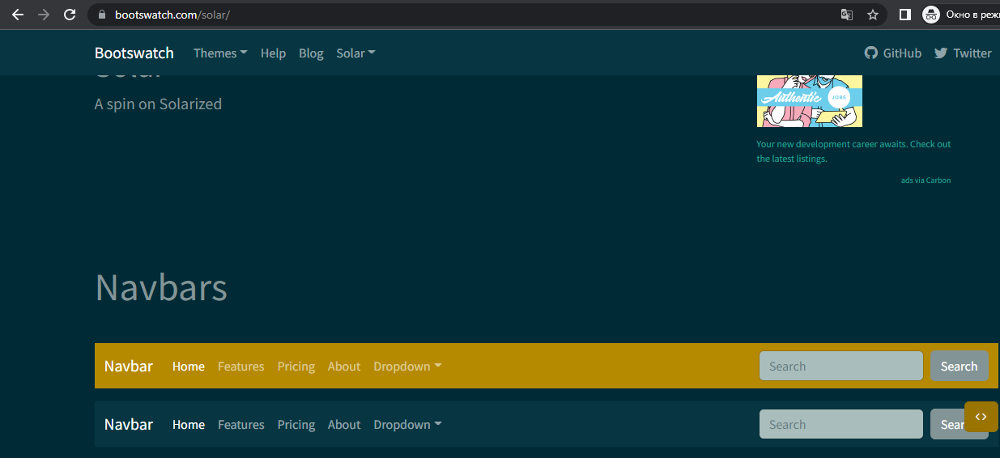 bootswatch.com/solar/
Окно в реж
Bootswatch Themes Help Blog Solar GitHub Twitter
A spin on Solarized
Authentic JOBS
Your new development career awaits. Check out
the latest listings.
ads via Carbon
Navbars
Navbar Home Features Pricing About Dropdown Search Search
Navbar Home Features Pricing About Dropdown Search Sear
<>